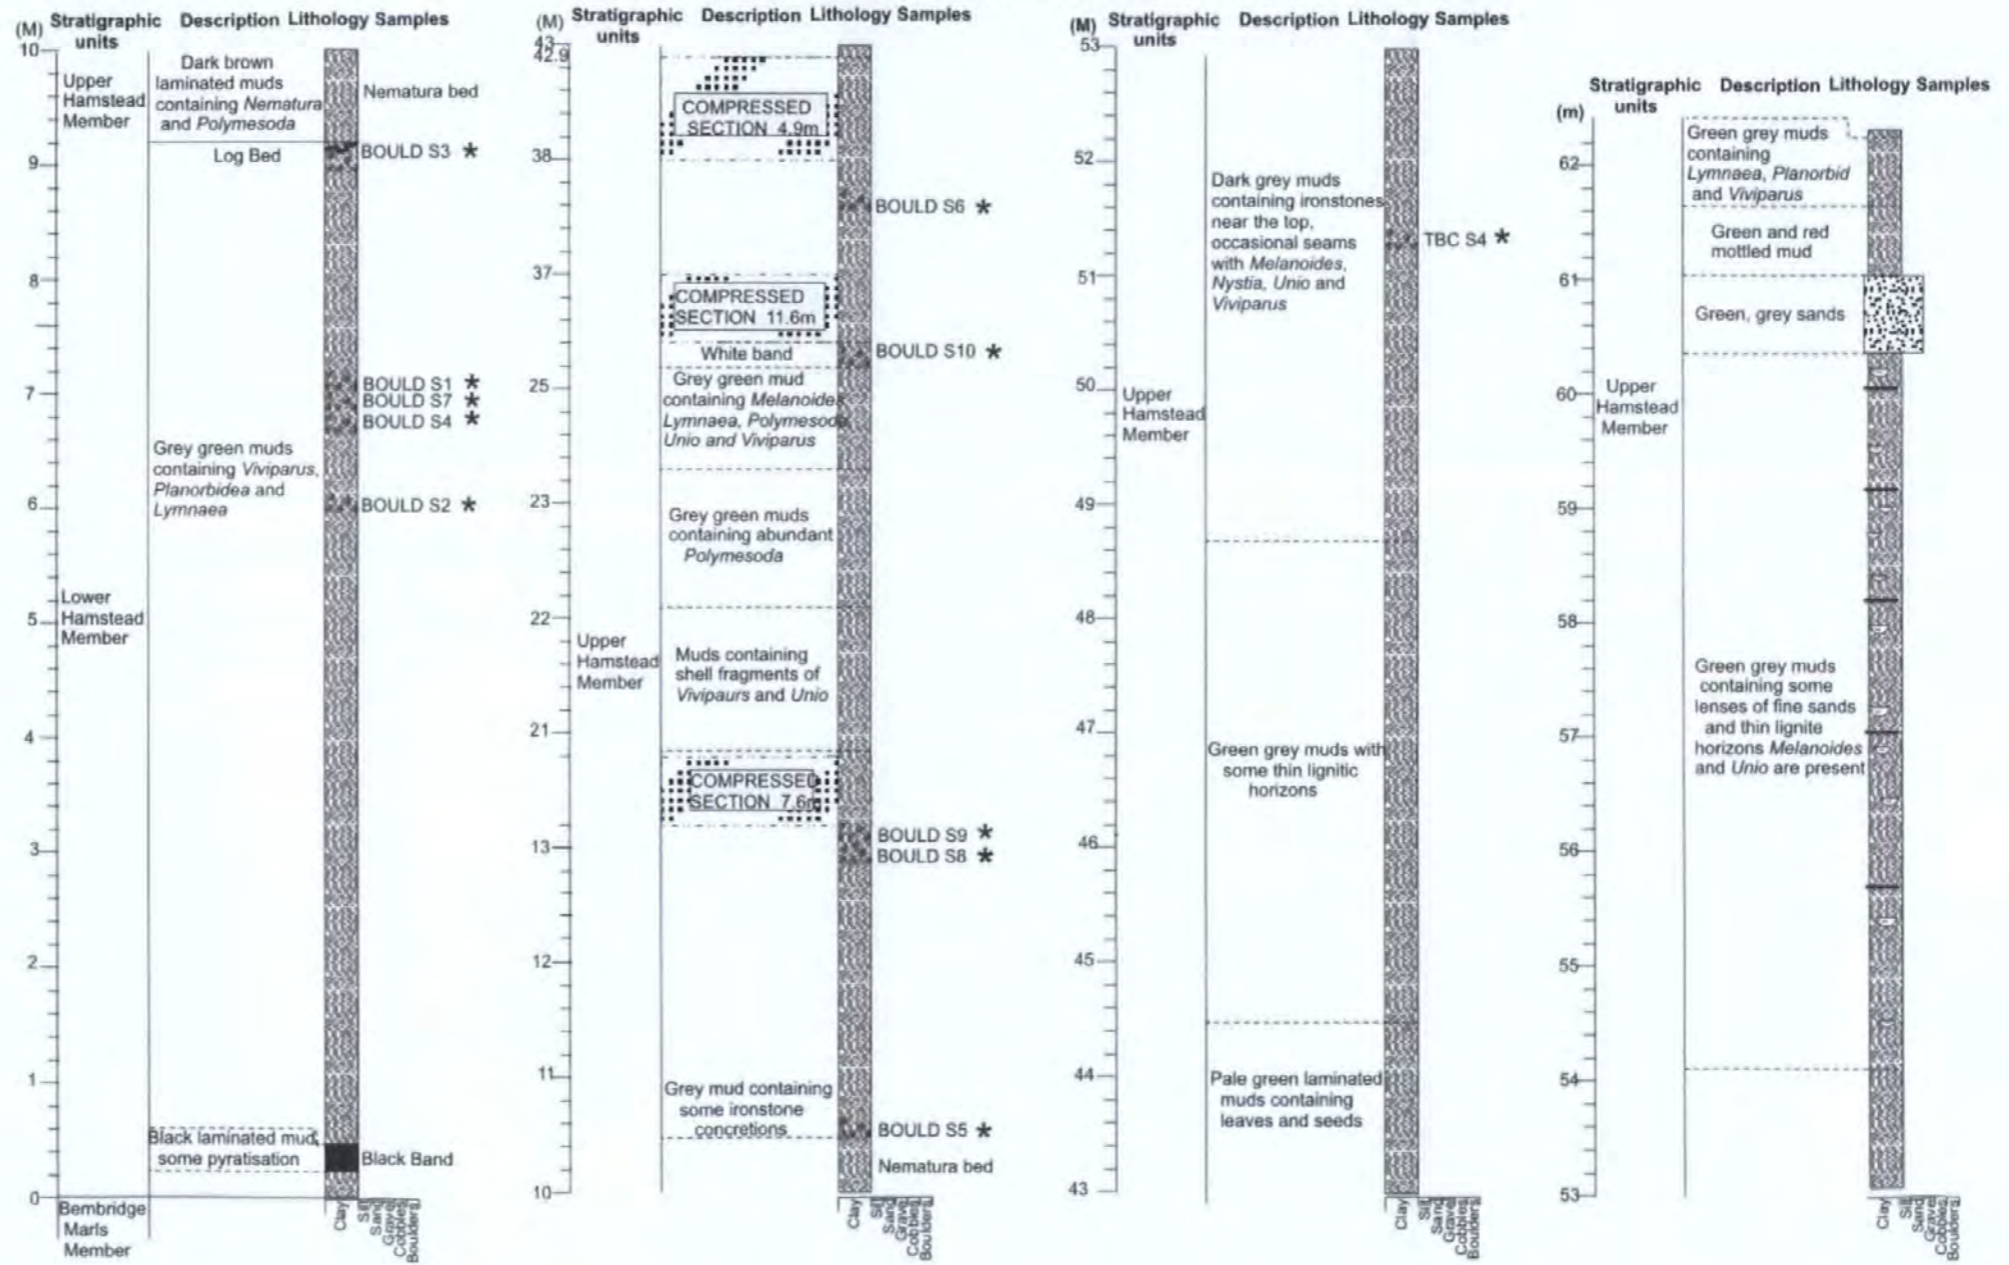 (M) Stratigraphic units Description Lithology Samples
10
9
8
7
6
5
4
3
2
1
0
Upper
Hamstead
Member
Lower
Hamstead
Member
Bembridge
Marls
Member
Dark brown
laminated muds
containing Nematura
and Polymesoda
Log Bed
Grey green muds
containing Viviparus,
Planorbidea and
Lymnaea
Black laminated mud,
some pyratisation
Nematura bed
BOULD S3 *
BOULD S1 *
BOULD S7 *
BOULD S4 *
BOULD S2 *
Black Band
Clay
Silt
Sand
Gravel
Cobbles
Boulders
(M) Stratigraphic units Description Lithology Samples
43
42.9
38
37
25
23
22
21
13
12
11
10
Upper
Hamstead
Member
COMPRESSED
SECTION 4.9m
COMPRESSED
SECTION 11.6m
White band
Grey green mud
containing Melanoides
Lymnaea, Polymesoda
Unio and Viviparus
Grey green muds
containing abundant
Polymesoda
Muds containing
shell fragments of
Vivipaurs and Unio
COMPRESSED
SECTION 7.6m
Grey mud containing
some ironstone
concretions
BOULD S6 *
BOULD S10 *
BOULD S9 *
BOULD S8 *
BOULD S5 *
Nematura bed
Clay
Silt
Sand
Gravel
Cobbles
Boulders
(M) Stratigraphic units Description Lithology Samples
53
52
51
50
49
48
47
46
45
44
43
Upper
Hamstead
Member
Dark grey muds
containing ironstones
near the top,
occasional seams
with Melanoides,
Nystia, Unio and
Viviparus
Green grey muds with
some thin lignitic
horizons
Pale green laminated
muds containing
leaves and seeds
TBC S4 *
Clay
Silt
Sand
Gravel
Cobbles
Boulders
(m) Stratigraphic units Description Lithology Samples
62
61
60
59
58
57
56
55
54
53
Upper
Hamstead
Member
Green grey muds
containing
Lymnaea, Planorbid
and Viviparus
Green and red
mottled mud
Green, grey sands
Green grey muds
containing some
lenses of fine sands
and thin lignite
horizons Melanoides
and Unio are present
Clay
Silt
Sand
Gravel
Cobbles
Boulders